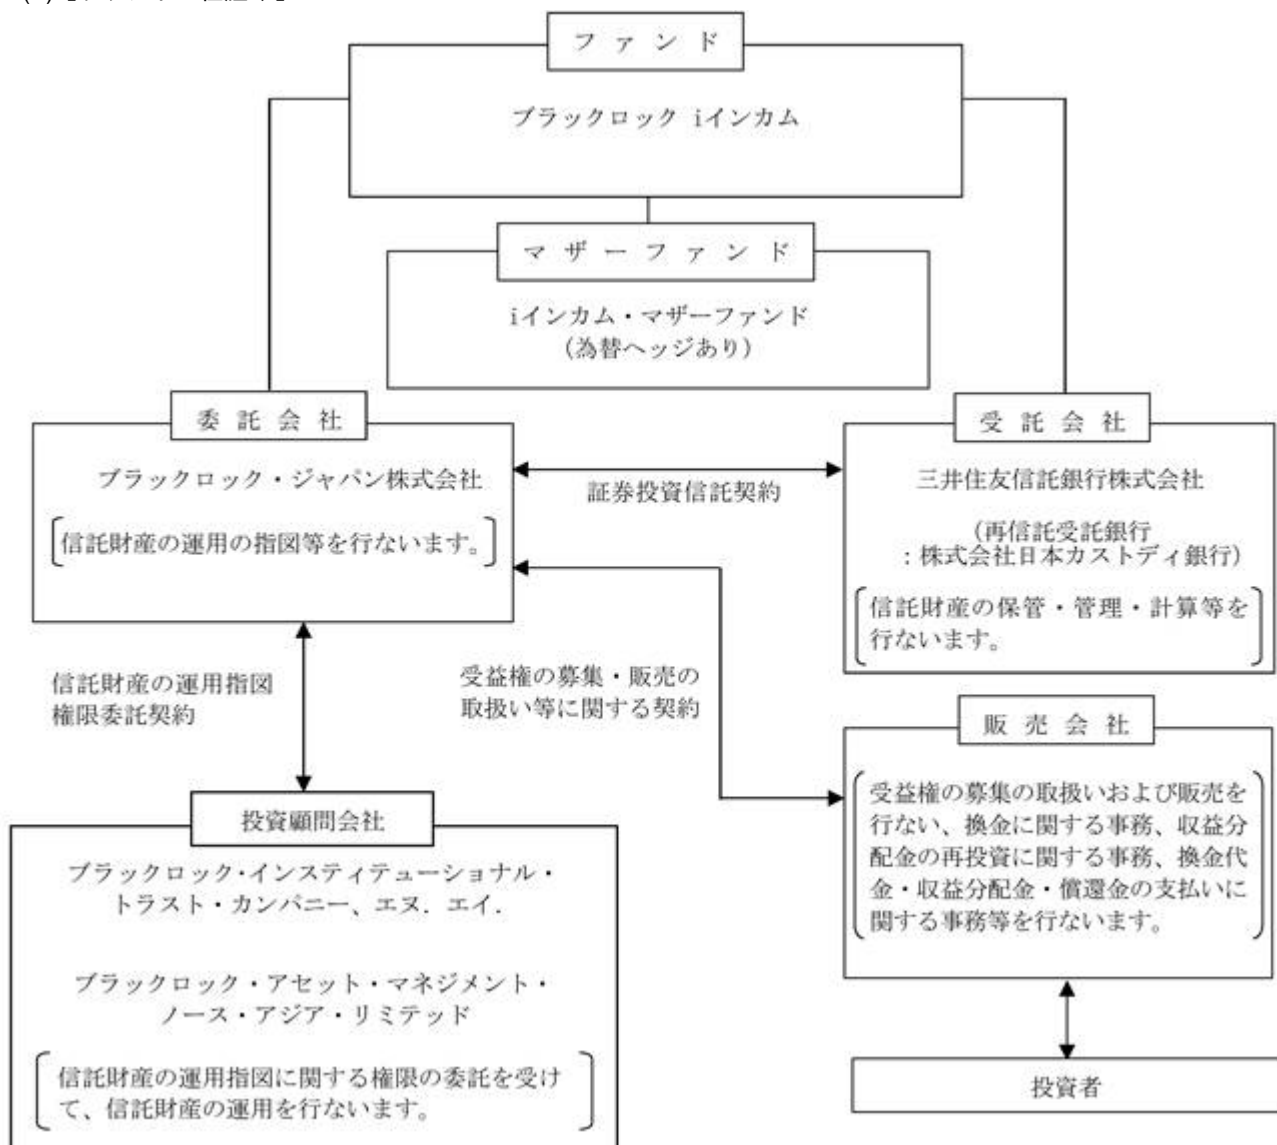 ファンド
ブラックロック iインカム
マザーファンド
iインカム・マザーファンド
(為替ヘッジあり)
委託会社
ブラックロック・ジャパン株式会社
信託財産の運用の指図等を行ないます。
証券投資信託契約
受託会社
三井住友信託銀行株式会社
(再信託受託銀行
:株式会社日本カストディ銀行)
信託財産の保管・管理・計算等を
行ないます。
信託財産の運用指図
権限委託契約
受益権の募集・販売の
取扱い等に関する契約
販売会社
受益権の募集の取扱いおよび販売を
行ない、換金に関する事務、収益分
配金の再投資に関する事務、換金代
金・収益分配金・償還金の支払いに
関する事務等を行ないます。
投資顧問会社
ブラックロック・インスティテューショナル・
トラスト・カンパニー、エヌ.エイ.
ブラックロック・アセット・マネジメント・
ノース・アジア・リミテッド
信託財産の運用指図に関する権限の委託を受け
て、信託財産の運用を行ないます。
投資者